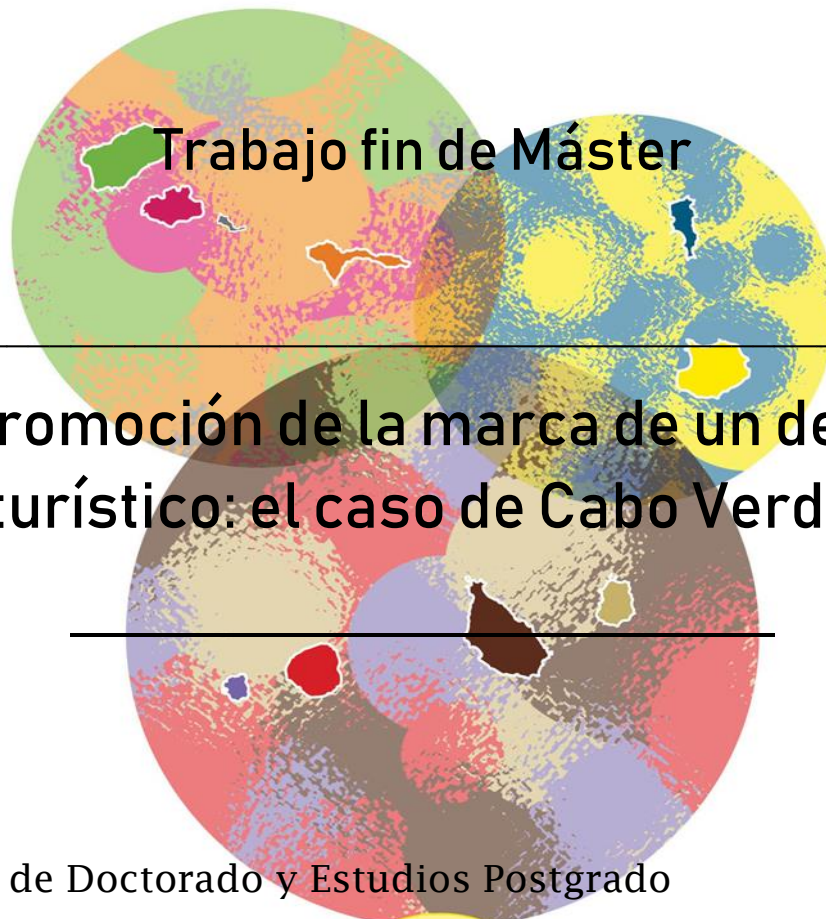 Trabajo fin de Máster
romoción de la marca de un de
turístico: el caso de Cabo Verd
de Doctorado y Estudios Postgrado